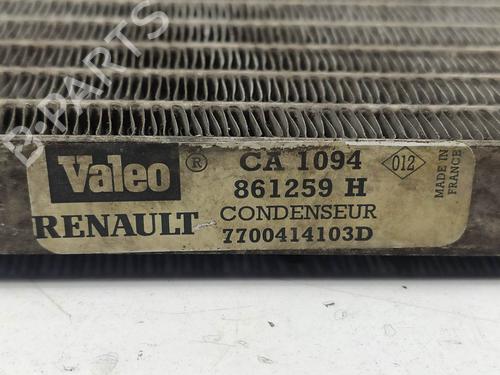 B-PARTS
Valeo ® CA 1094 012
861259 H
RENAULT CONDENSEUR
7700414103D
MADE IN
FRANCE